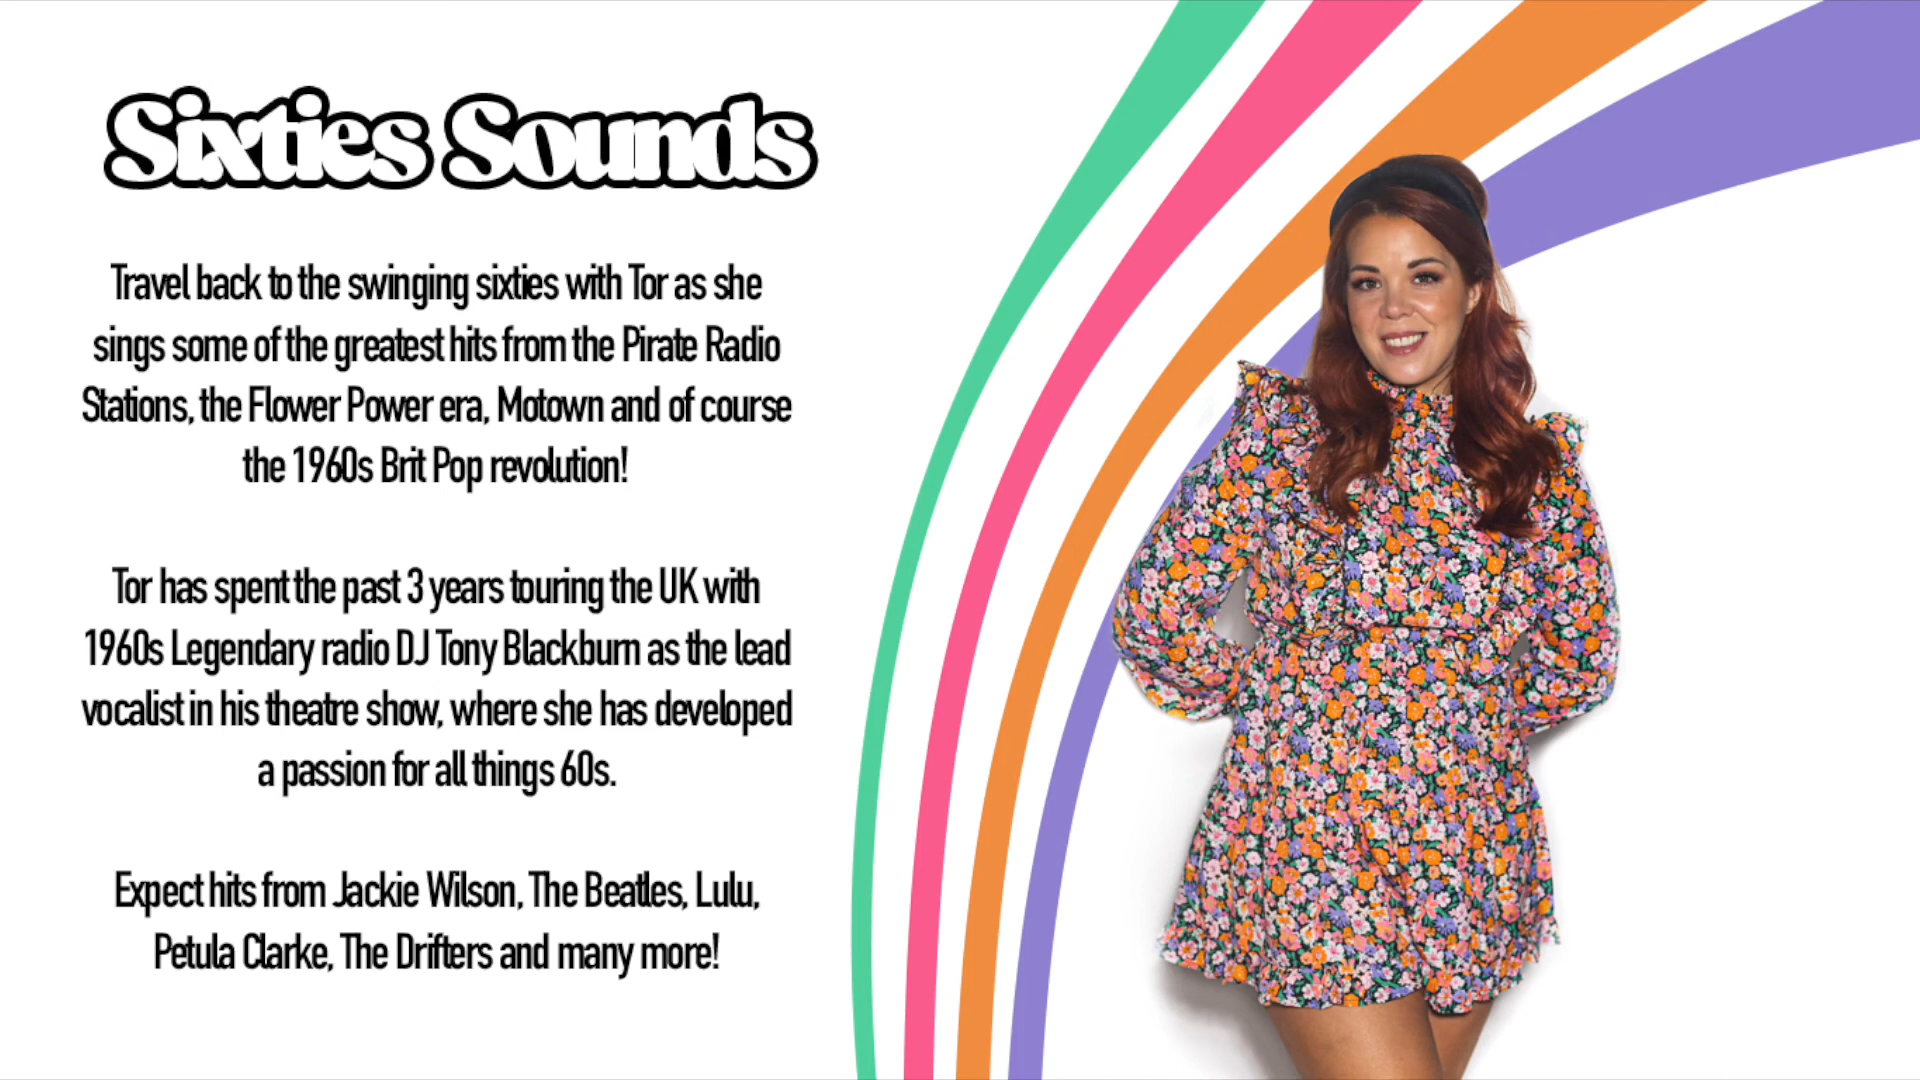 Sixties Sounds
Travel back to the swinging sixties with Tor as she
sings some of the greatest hits from the Pirate Radio
Stations, the Flower Power era, Motown and of course
the 1960s Brit Pop revolution!
Tor has spent the past 3 years touring the UK with
1960s Legendary radio DJ Tony Blackburn as the lead
vocalist in his theatre show, where she has developed
a passion for all things 60s.
Expect hits from Jackie Wilson, The Beatles, Lulu,
Petula Clarke, The Drifters and many more!